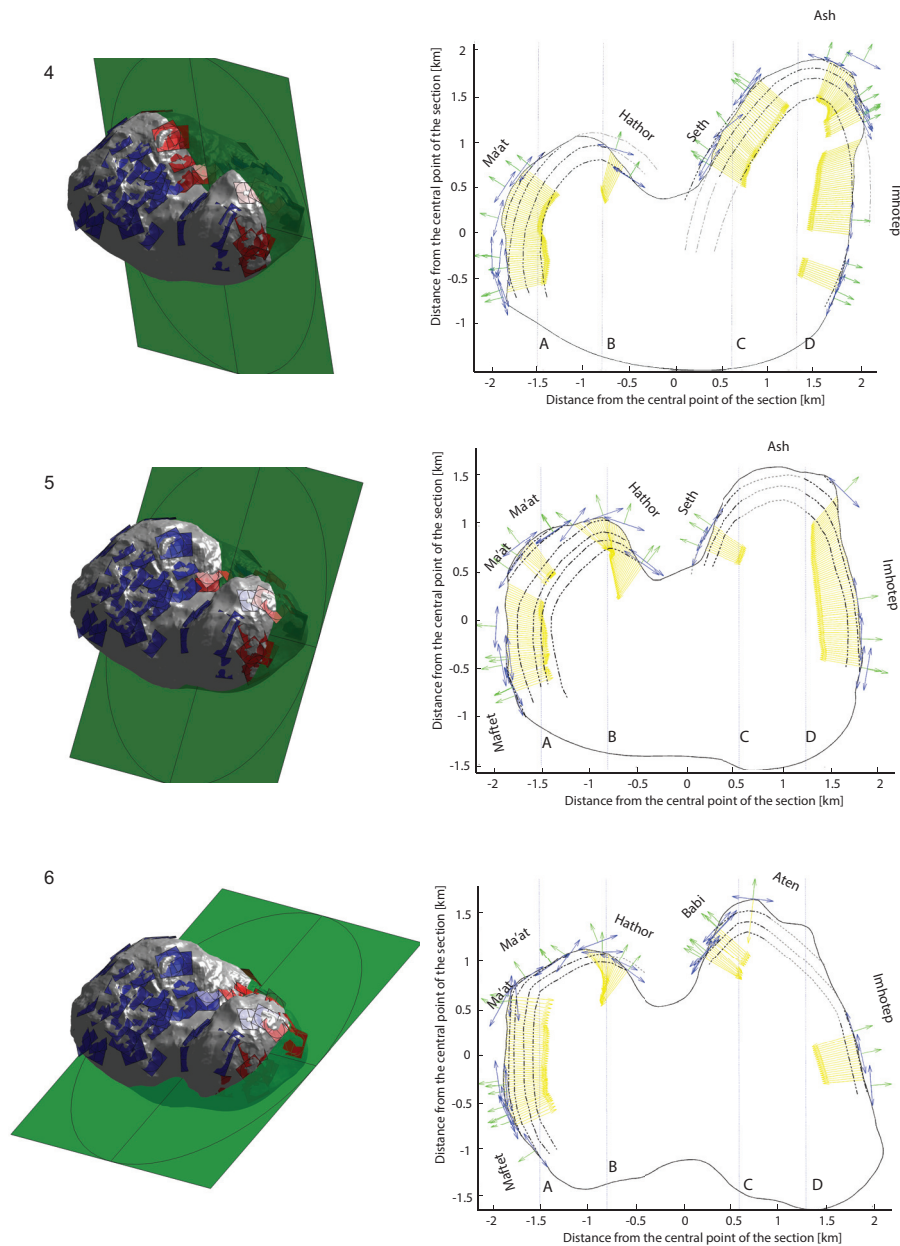 4
Ash
Ma'at
Hathor
Seth
Imhotep
Distance from the central point of the section [km]
2
1.5
1
0.5
0
-0.5
-1
A
B
C
D
-2
-1.5
-1
-0.5
0
0.5
1
1.5
2
Distance from the central point of the section [km]
5
Ash
Ma'at
Ma'at
Hathor
Seth
Imhotep
Maftet
Distance from the central point of the section [km]
1.5
1
0.5
0
-0.5
-1
-1.5
A
B
C
D
-2
-1.5
-1
-0.5
0
0.5
1
1.5
2
Distance from the central point of the section [km]
6
Aten
Babi
Ma'at
Hathor
Ma'at
Imhotep
Maftet
Distance from the central point of the section [km]
1.5
1
0.5
0
-0.5
-1
-1.5
A
B
C
D
-2
-1.5
-1
-0.5
0
0.5
1
1.5
2
Distance from the central point of the section [km]